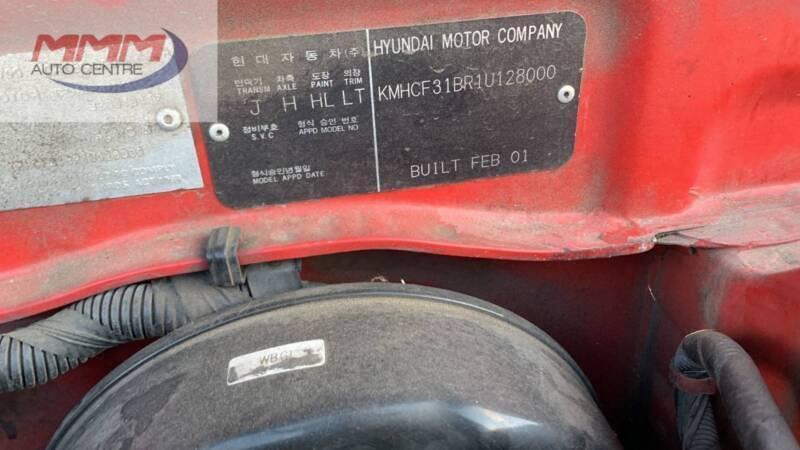 MMM
AUTO CENTRE
현 대 자 동 차 (주)
변속기 차축 도장 의장
TRANSM AXLE PAINT TRIM
J H HL LT
정비부호 형식 승인 번호
S.V.C APPD MODEL NO
형식승인년월일
MODEL APPD DATE
HYUNDAI MOTOR COMPANY
KMHCF31BR1U128000
BUILT FEB 01
WBGI